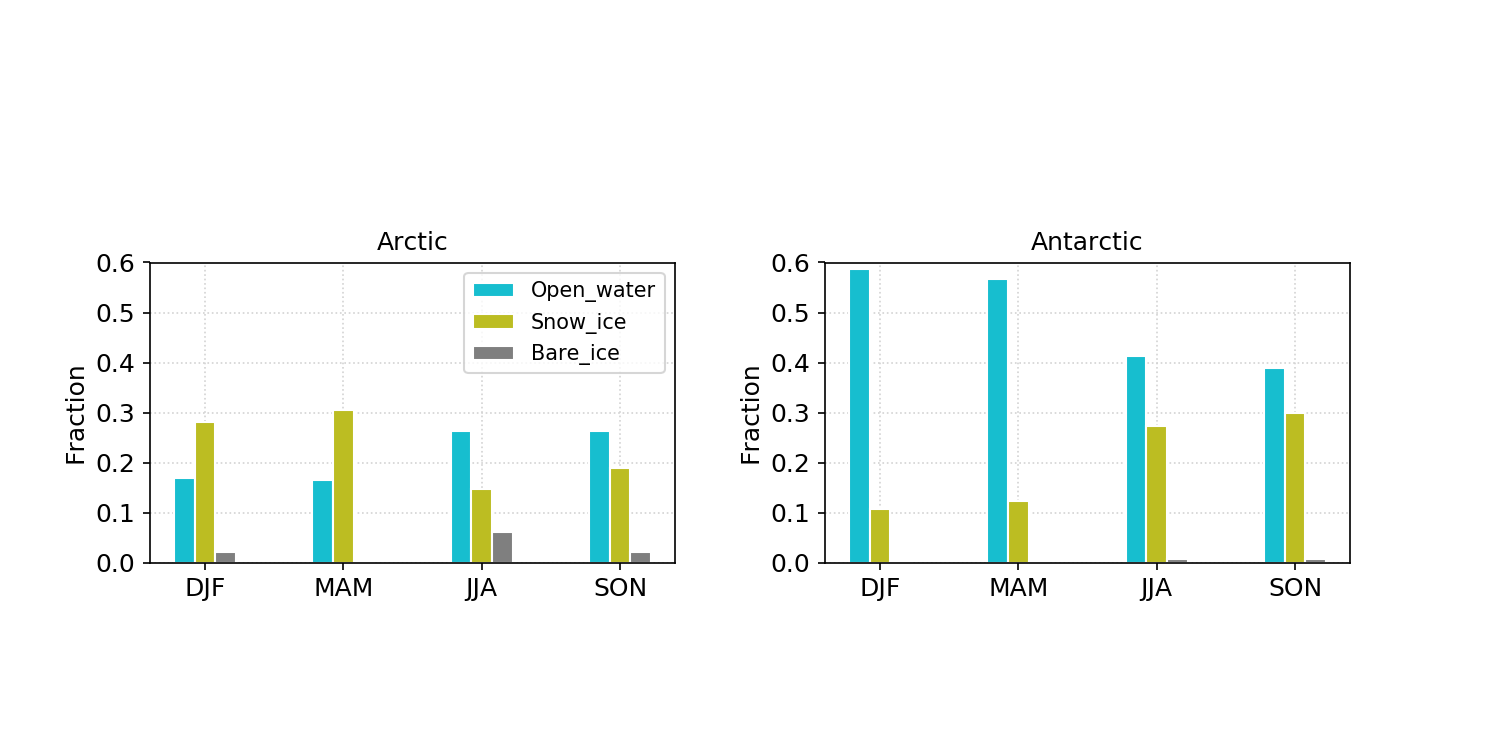 Arctic
Fraction
0.6
0.5
0.4
0.3
0.2
0.1
0.0
DJF
MAM
JJA
SON
Open_water
Snow_ice
Bare_ice
Antarctic
Fraction
0.6
0.5
0.4
0.3
0.2
0.1
0.0
DJF
MAM
JJA
SON